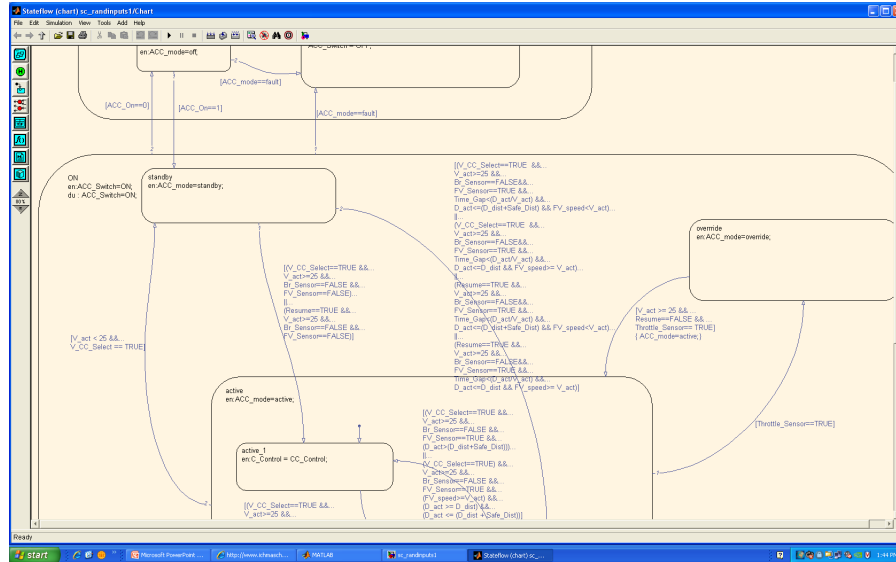 Stateflow (chart) sc_randinputs1/Chart
File Edit Simulation View Tools Add Help
en:ACC_mode=off;
ACC_Switch = OFF;
[ACC_mode==fault]
[ACC_On==0]
[ACC_On==1]
[ACC_mode==fault]
ON
en:ACC_Switch=ON;
du : ACC_Switch=ON;
standby
en:ACC_mode=standby;
80%
[(V_CC_Select==TRUE &&...
V_act>=25 &&...
Br_Sensor==FALSE&&...
FV_Sensor==TRUE &&...
Time_Gap<(D_act/V_act) &&...
D_act<=(D_dist+Safe_Dist) && FV_speed<V_act)...
||...
(V_CC_Select==TRUE &&...
V_act>=25 &&...
Br_Sensor==FALSE&&...
FV_Sensor==TRUE &&...
Time_Gap<(D_act/V_act) &&...
D_act<=D_dist && FV_speed>= V_act)...
||...
(Resume==TRUE &&...
V_act>=25 &&...
Br_Sensor==FALSE&&...
FV_Sensor==TRUE &&...
Time_Gap<(D_act/V_act) &&...
D_act<=(D_dist+Safe_Dist) && FV_speed<V_act)...
||...
(Resume==TRUE &&...
V_act>=25 &&...
Br_Sensor==FALSE&&...
FV_Sensor==TRUE &&...
Time_Gap<(D_act/V_act) &&...
D_act<=D_dist && FV_speed>= V_act)]
override
en:ACC_mode=override;
[(V_CC_Select==TRUE &&...
V_act>=25 &&...
Br_Sensor==FALSE &&...
FV_Sensor==FALSE)...
||...
(Resume==TRUE &&...
V_act>=25 &&...
Br_Sensor==FALSE &&...
FV_Sensor==FALSE)]
[V_act >= 25 &&...
Resume==FALSE &&...
Throttle_Sensor== TRUE]
{ ACC_mode=active;}
[V_act < 25 &&...
V_CC_Select == TRUE]
active
en:ACC_mode=active;
[(V_CC_Select==TRUE &&...
V_act>=25 &&...
Br_Sensor==FALSE &&...
FV_Sensor==TRUE &&...
(D_act>(D_dist+Safe_Dist)))...
||...
(V_CC_Select==TRUE) &&...
V_act>=25 &&...
Br_Sensor==FALSE &&...
FV_Sensor==TRUE &&...
(FV_speed>=V_act) &&...
(D_act >= D_dist) &&...
(D_act <= (D_dist + Safe_Dist))]
[Throttle_Sensor==TRUE]
active_1
en:C_Control = CC_Control;
[(V_CC_Select==TRUE &&...
V_act>=25 &&...
Ready
start
Microsoft PowerPoint ...
MATLAB
sc_randinputs1
Stateflow (chart) sc_...
1:44 PM